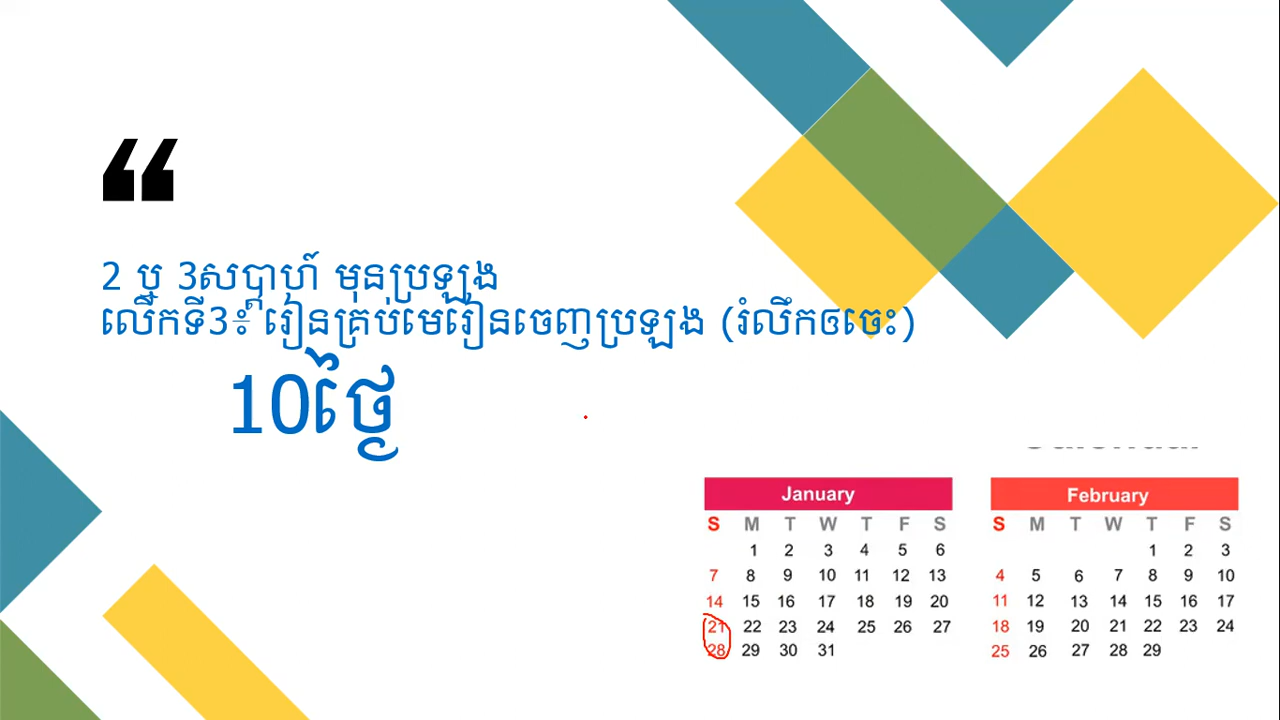 “
2 ឬ 3សប្តាហ៍ មុនប្រឡង
លើកទី3៖ រៀនគ្រប់មេរៀនចេញប្រឡង (រំលឹកឲចេះ)
10ថ្ងៃ
January
S M T W T F S
1 2 3 4 5 6
7 8 9 10 11 12 13
14 15 16 17 18 19 20
21 22 23 24 25 26 27
28 29 30 31
February
S M T W T F S
1 2 3
4 5 6 7 8 9 10
11 12 13 14 15 16 17
18 19 20 21 22 23 24
25 26 27 28 29